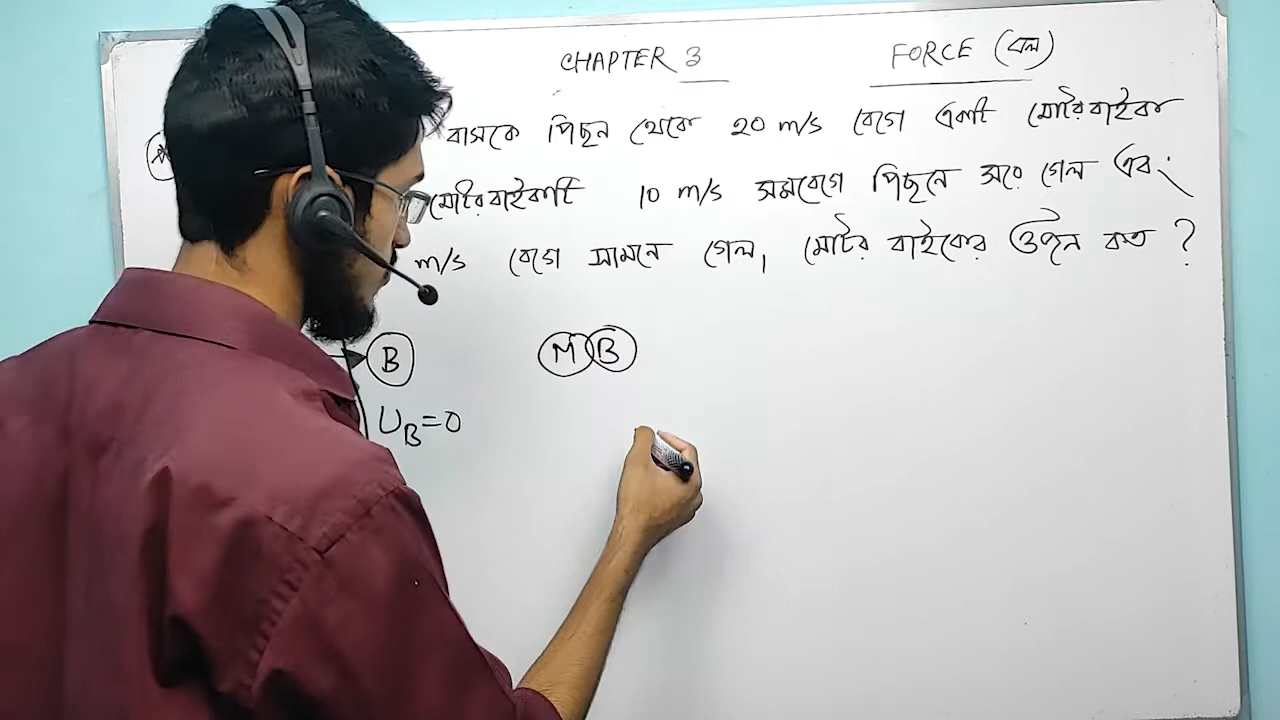 CHAPTER 3
FORCE (বল)
বাসকে পিছন থেকে ২০ m/s বেগে একটি মোটরবাইক
মোটরবাইকটি 10 m/s সমবেগে পিছনে সরে গেল এবং
m/s বেগে সামনে গেল, মোটর বাইকের ওজন কত ?
B
M B
U_B=0